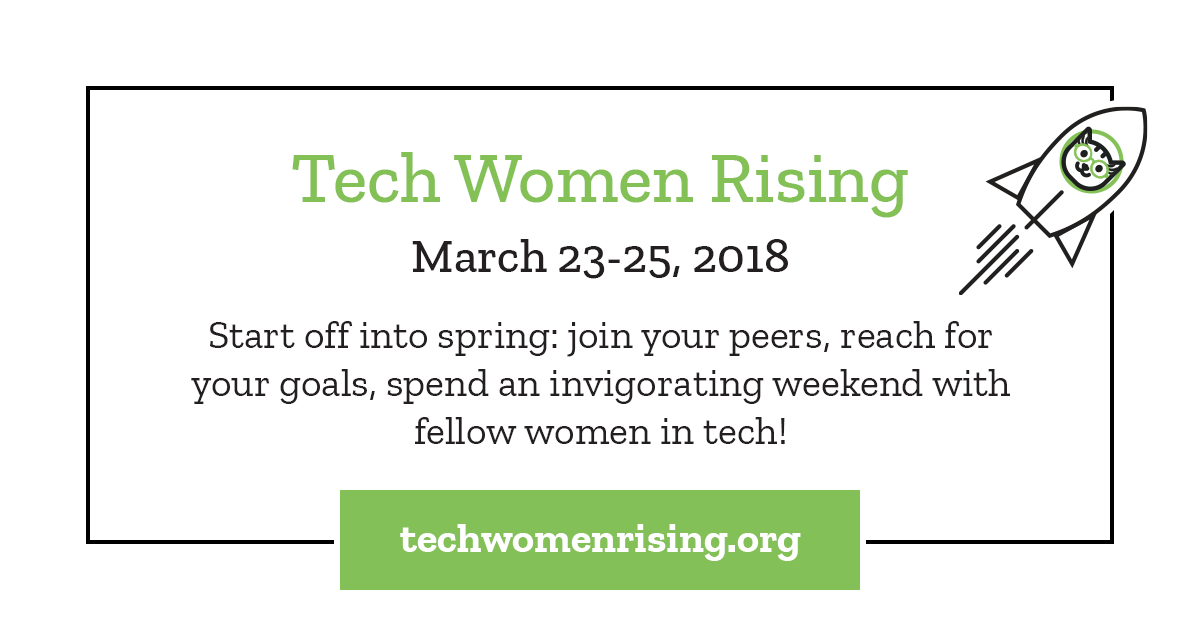 Tech Women Rising
March 23-25, 2018
Start off into spring: join your peers, reach for
your goals, spend an invigorating weekend with
fellow women in tech!
techwomenrising.org